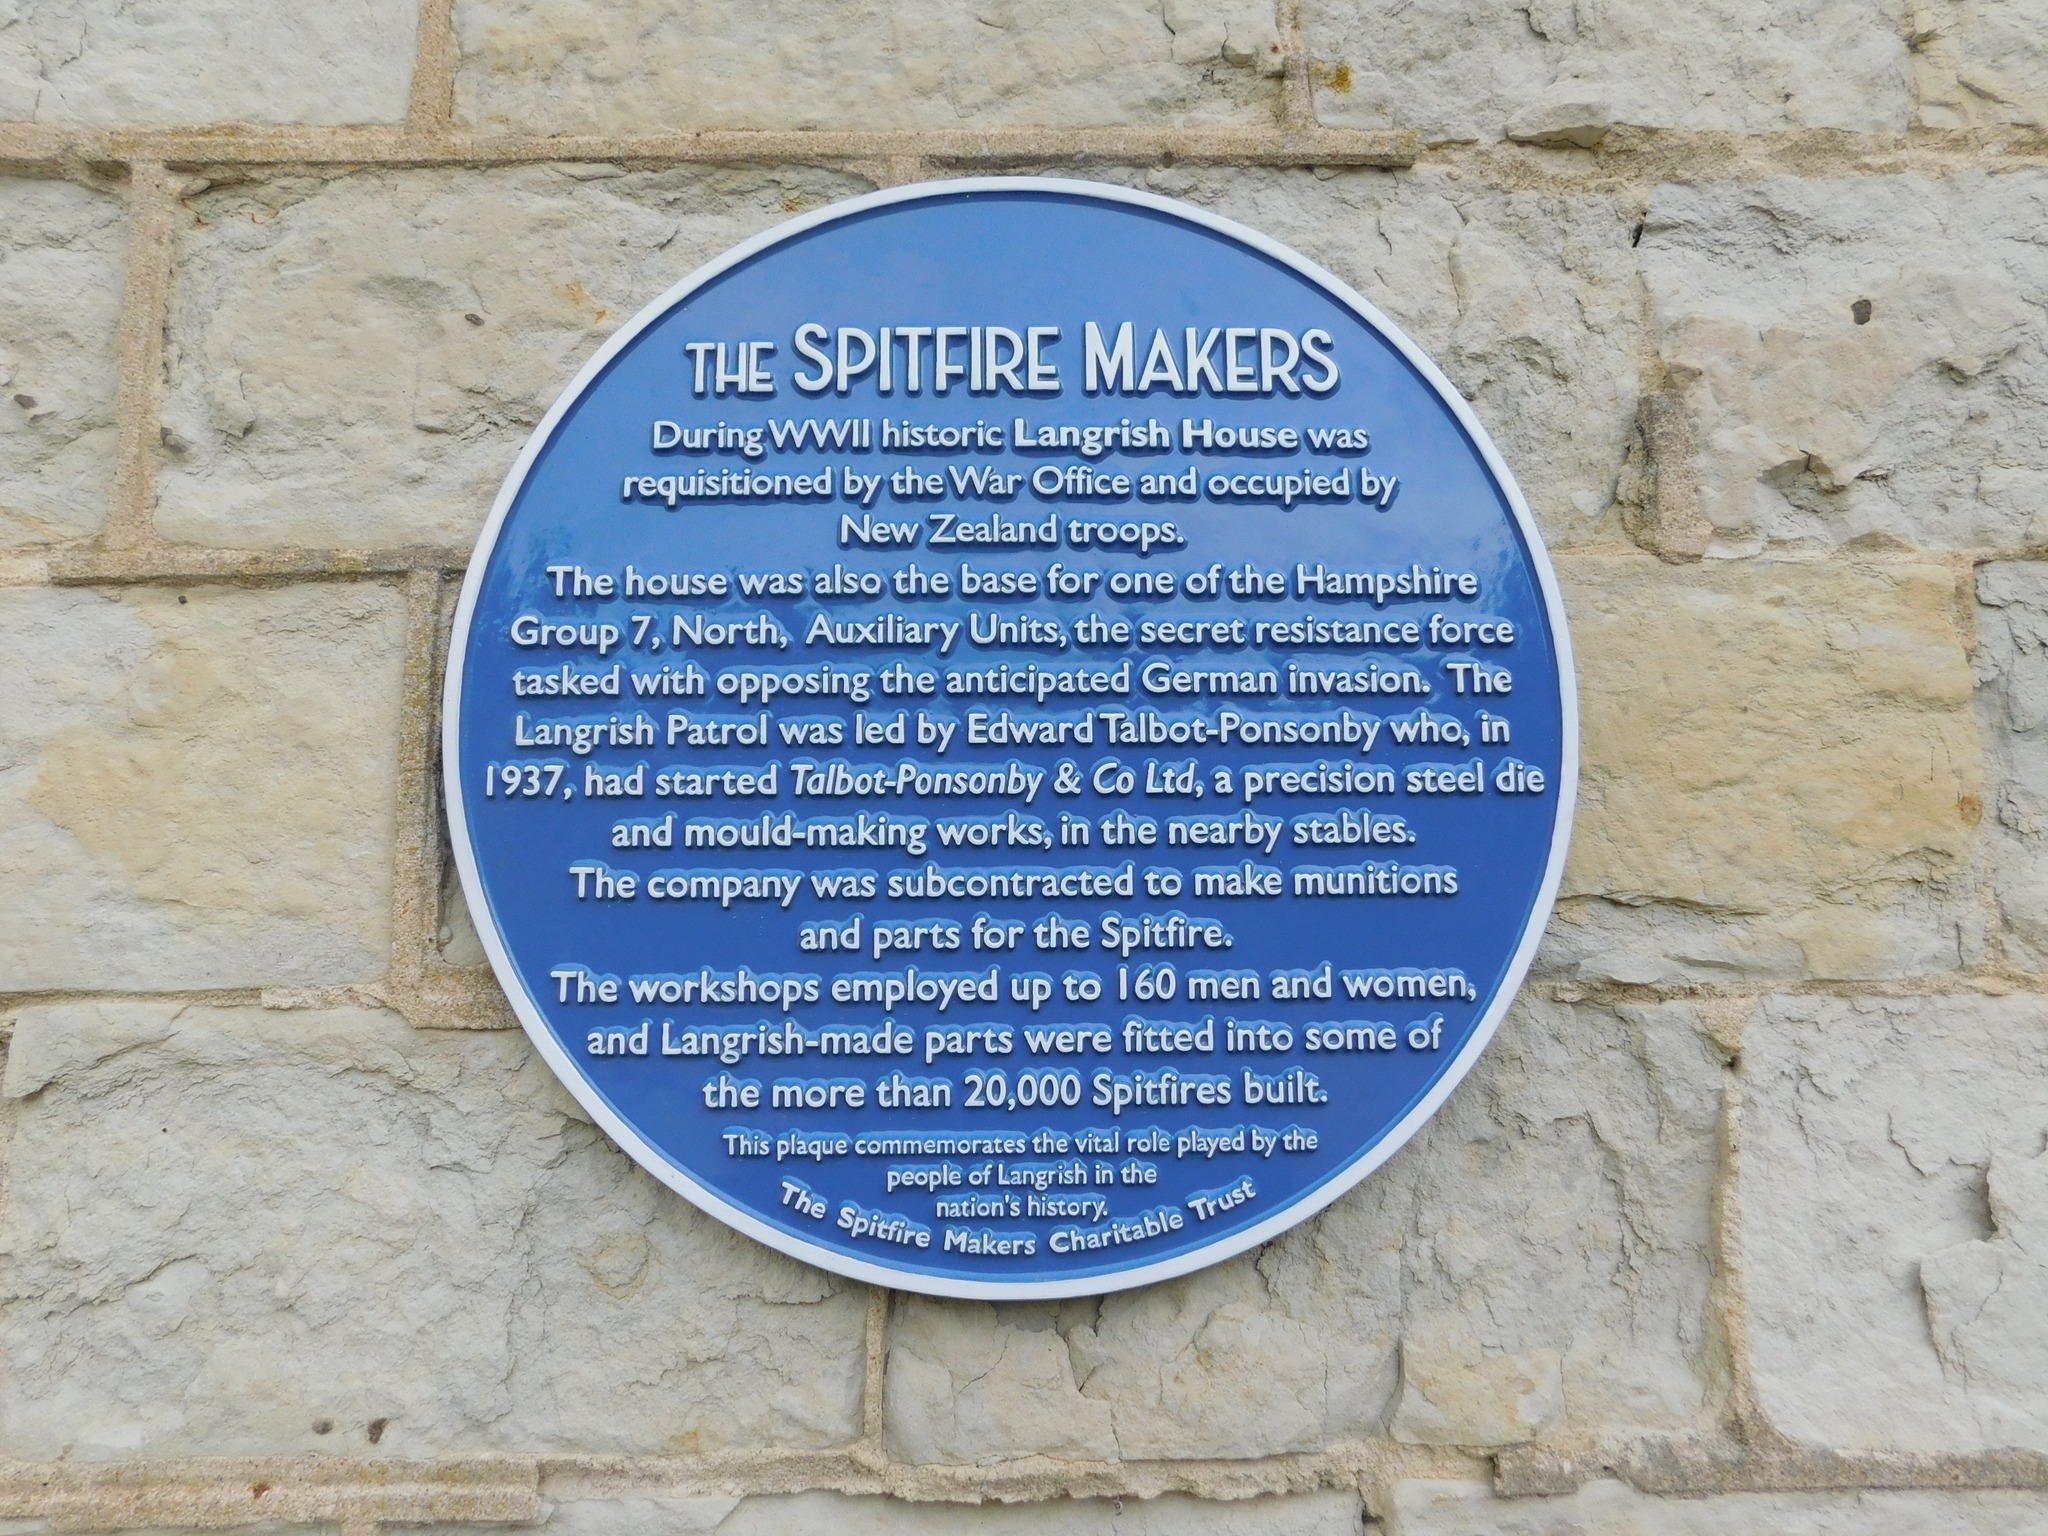 THE SPITFIRE MAKERS
During WWII historic Langrish House was
requisitioned by the War Office and occupied by
New Zealand troops.
The house was also the base for one of the Hampshire
Group 7, North, Auxiliary Units, the secret resistance force
tasked with opposing the anticipated German invasion. The
Langrish Patrol was led by Edward Talbot-Ponsonby who, in
1937, had started Talbot-Ponsonby & Co Ltd, a precision steel die
and mould-making works, in the nearby stables.
The company was subcontracted to make munitions
and parts for the Spitfire.
The workshops employed up to 160 men and women,
and Langrish-made parts were fitted into some of
the more than 20,000 Spitfires built.
This plaque commemorates the vital role played by the
people of Langrish in the
nation's history.
The Spitfire Makers Charitable Trust